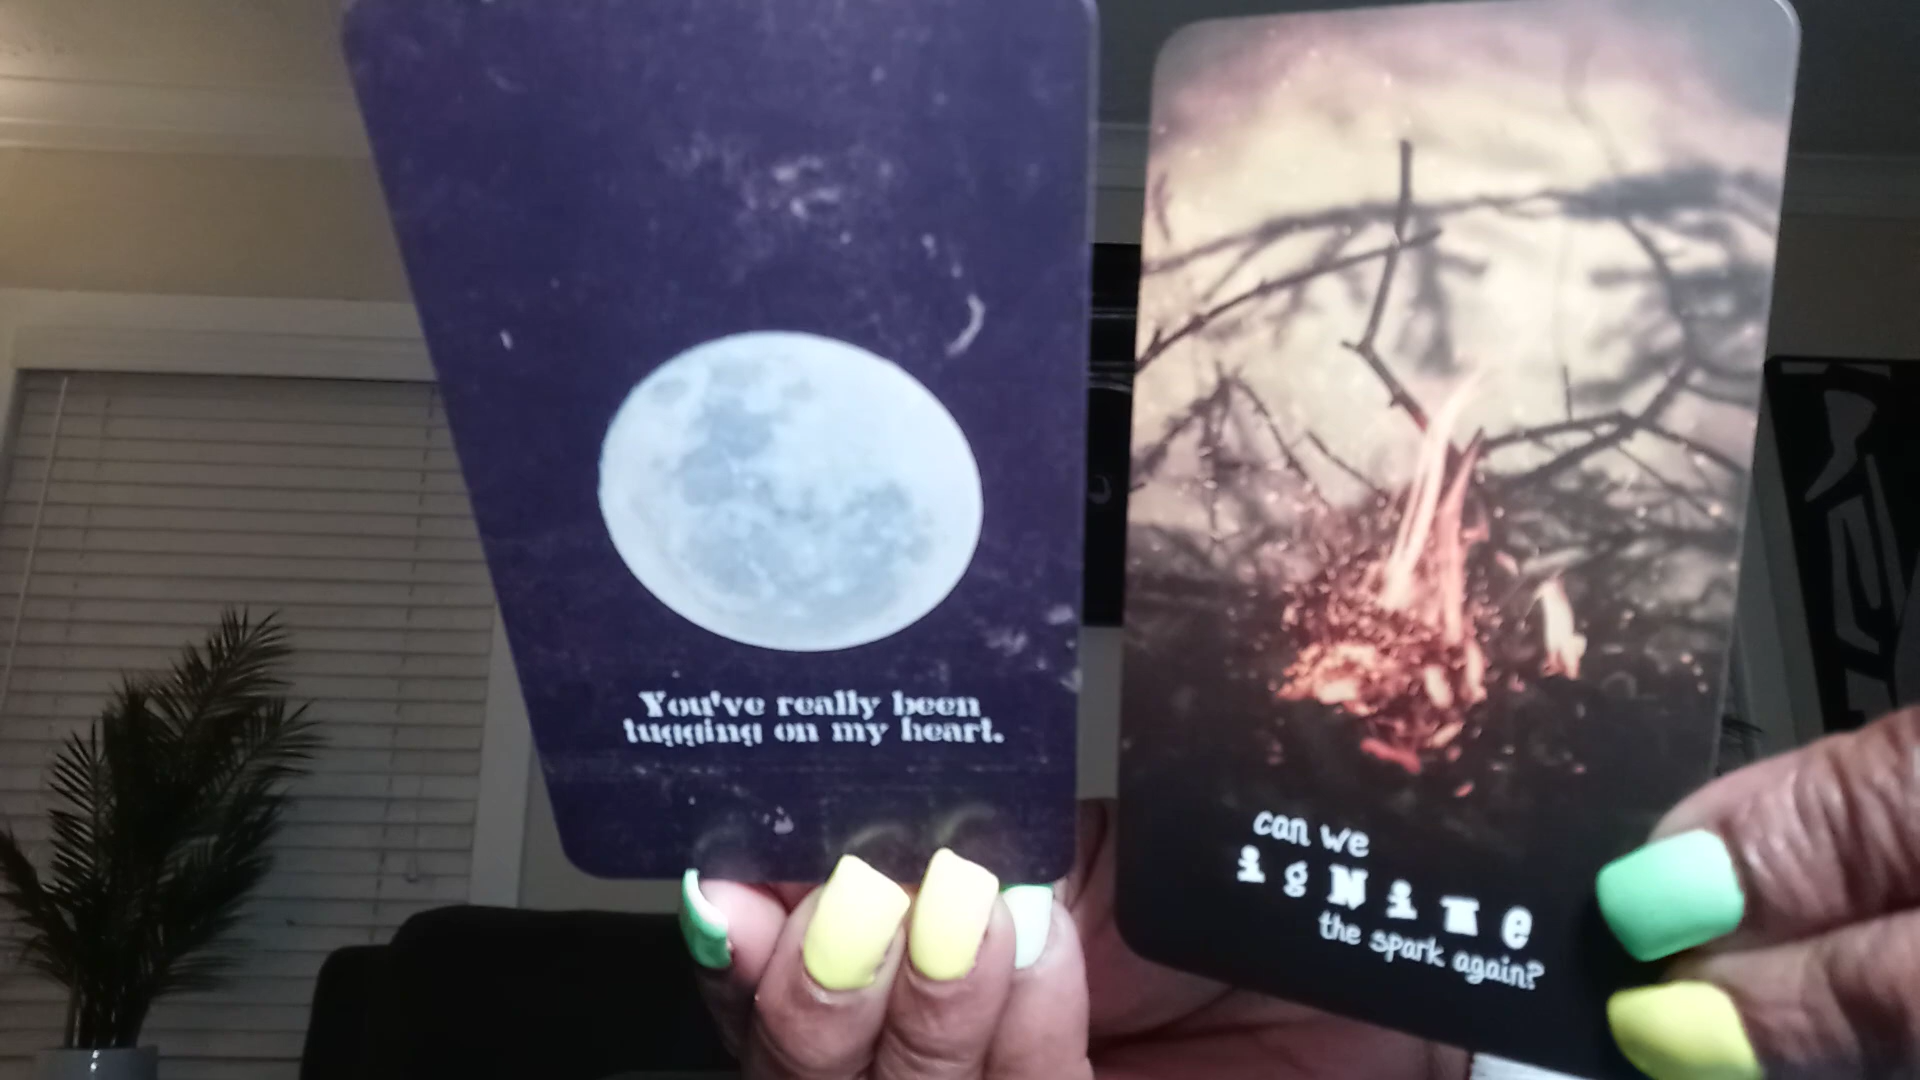 You've really been
tugging on my heart.
can we
igNiTe
the spark again?